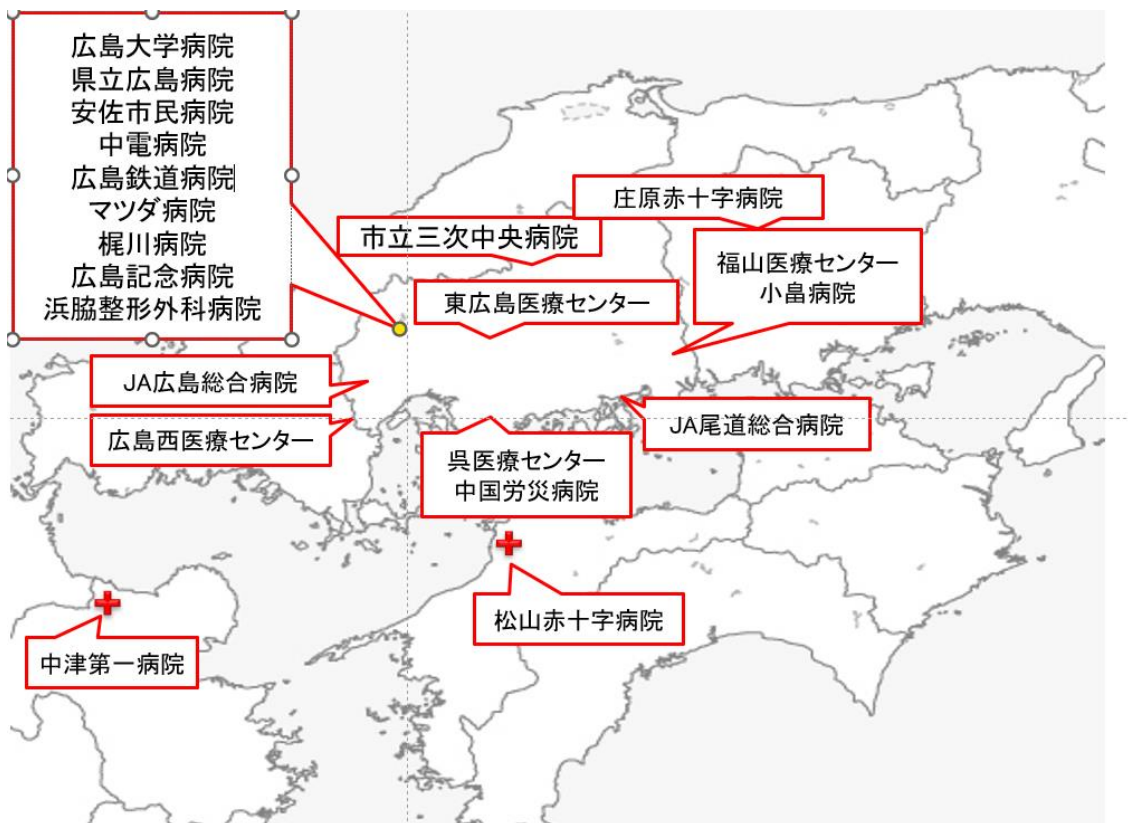 広島大学病院
県立広島病院
安佐市民病院
中電病院
広島鉄道病院
マツダ病院
梶川病院
広島記念病院
浜脇整形外科病院
庄原赤十字病院
市立三次中央病院
福山医療センター
小畠病院
東広島医療センター
JA広島総合病院
広島西医療センター
JA尾道総合病院
呉医療センター
中国労災病院
松山赤十字病院
中津第一病院